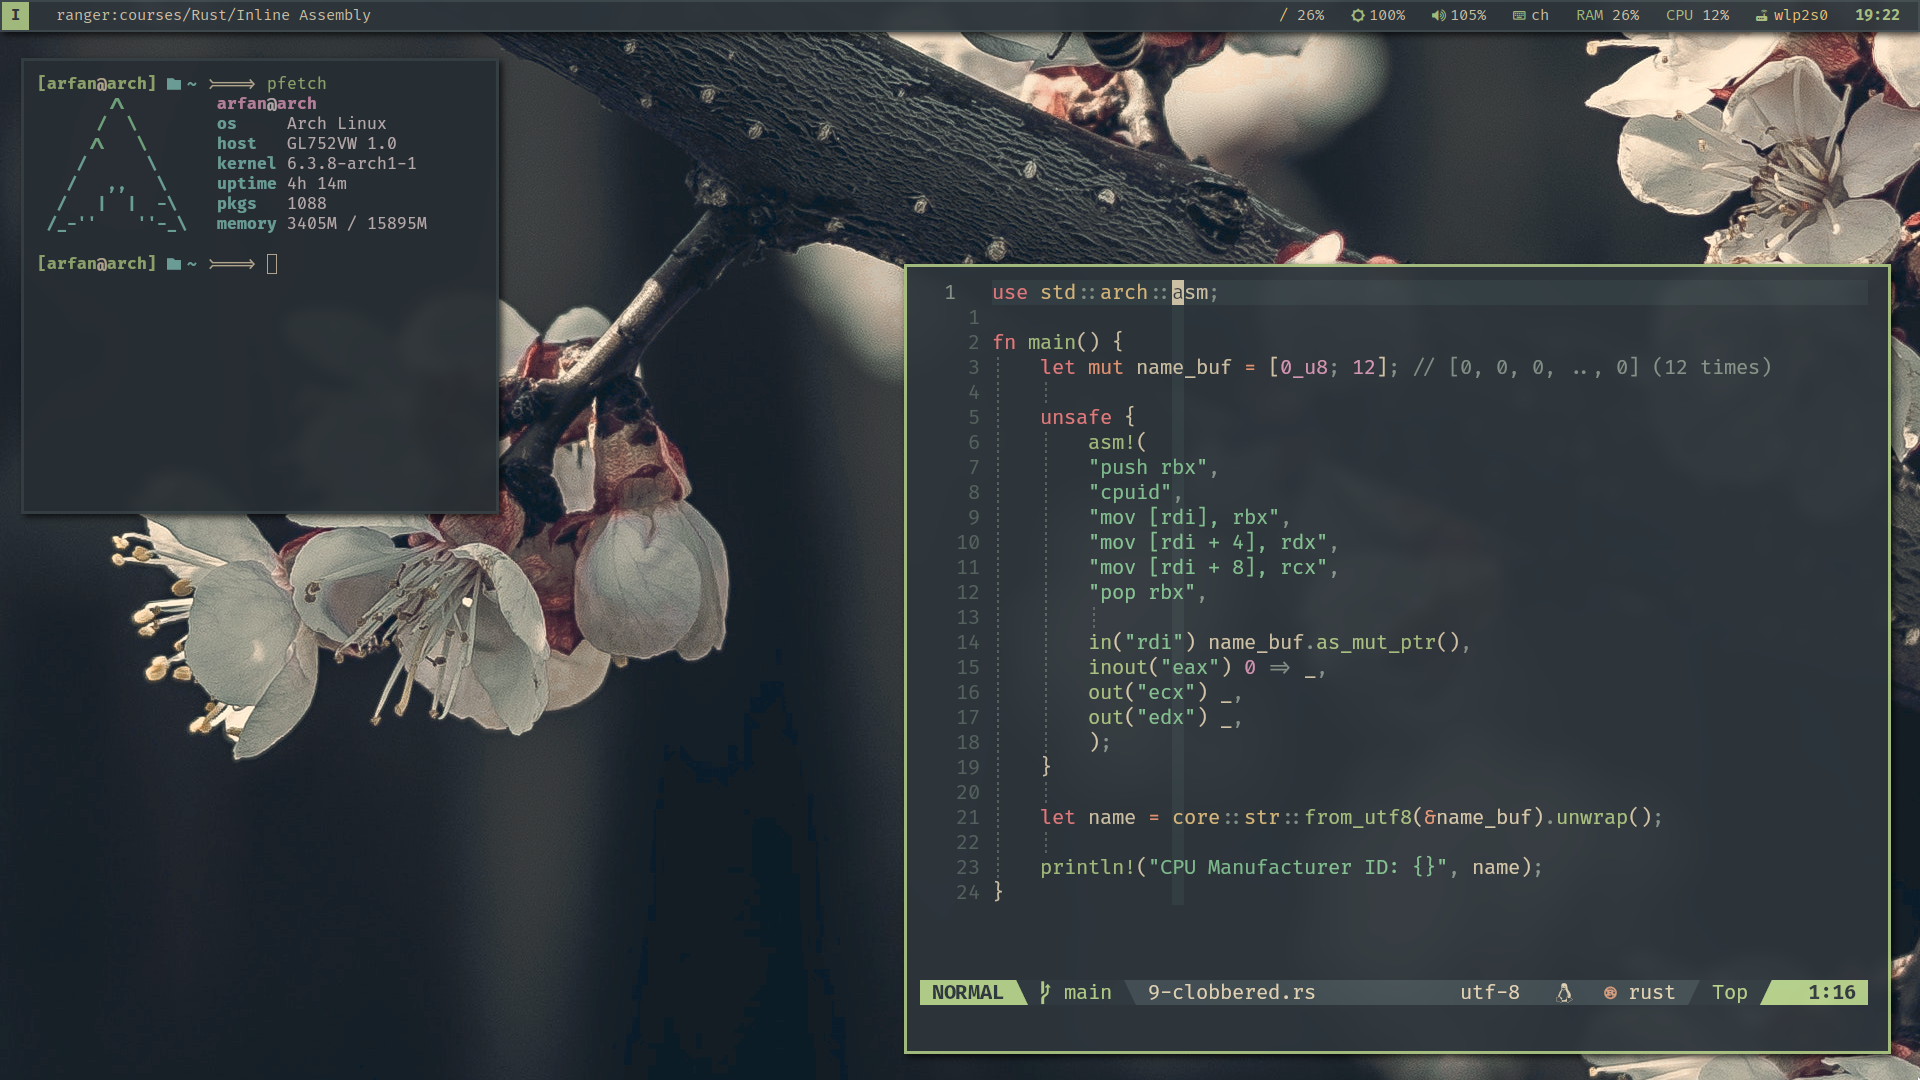 I ranger:courses/Rust/Inline Assembly / 26% 100% 105% ch RAM 26% CPU 12% wlp2s0 19:22
[arfan@arch] ~ pfetch
arfan@arch
os Arch Linux
host GL752VW 1.0
kernel 6.3.8-arch1-1
uptime 4h 14m
pkgs 1088
memory 3405M / 15895M
[arfan@arch] ~
1 use std::arch::asm;
1
2 fn main() {
3 let mut name_buf = [0_u8; 12]; // [0, 0, 0, .., 0] (12 times)
4
5 unsafe {
6 asm!(
7 "push rbx",
8 "cpuid",
9 "mov [rdi], rbx",
10 "mov [rdi + 4], rdx",
11 "mov [rdi + 8], rcx",
12 "pop rbx",
13
14 in("rdi") name_buf.as_mut_ptr(),
15 inout("eax") 0 => _,
16 out("ecx") _,
17 out("edx") _,
18 );
19 }
20
21 let name = core::str::from_utf8(&name_buf).unwrap();
22
23 println!("CPU Manufacturer ID: {}", name);
24 }
NORMAL main 9-clobbered.rs utf-8 rust Top 1:16